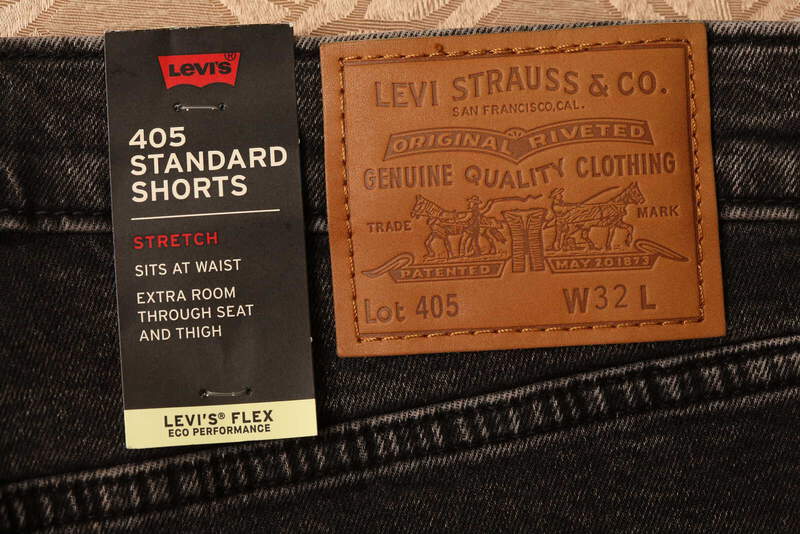 LEVI'S®
405
STANDARD
SHORTS
STRETCH
SITS AT WAIST
EXTRA ROOM
THROUGH SEAT
AND THIGH
LEVI'S® FLEX
ECO PERFORMANCE
LEVI STRAUSS & CO.
SAN FRANCISCO, CAL.
ORIGINAL RIVETED
GENUINE QUALITY CLOTHING
TRADE MARK
PATENTED MAY 20 1873
Lot 405 W32 L